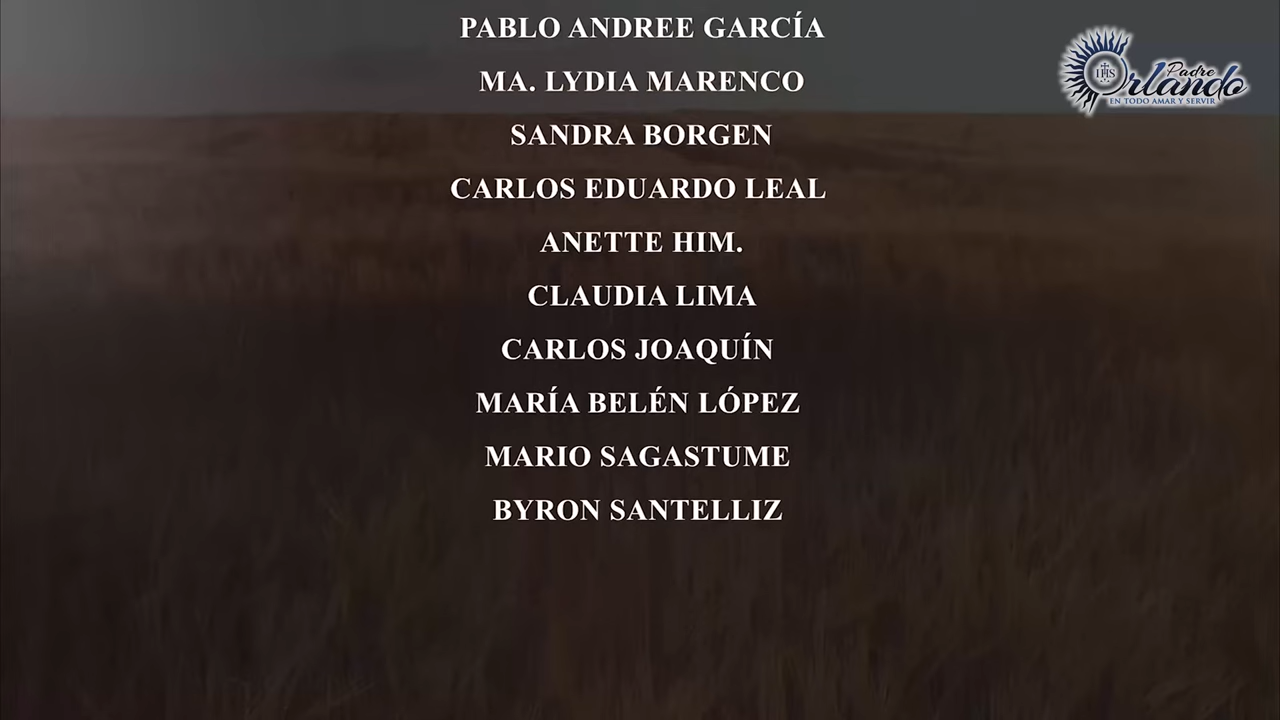 PABLO ANDREE GARCÍA
MA. LYDIA MARENCO
SANDRA BORGEN
CARLOS EDUARDO LEAL
ANETTE HIM.
CLAUDIA LIMA
CARLOS JOAQUÍN
MARÍA BELÉN LÓPEZ
MARIO SAGASTUME
BYRON SANTELLIZ
IHS
Padre
Orlando
EN TODO AMAR Y SERVIR